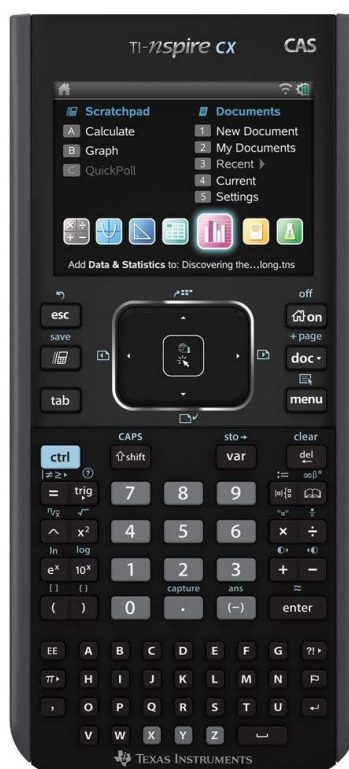 TI-nspire CX CAS
Scratchpad Documents
A Calculate 1 New Document
B Graph 2 My Documents
C QuickPoll 3 Recent
4 Current
5 Settings
Add Data & Statistics to: Discovering the...long.tns
off
esc on
save + page
doc
tab menu
CAPS sto→ clear
ctrl ⇧shift var del
= trig 7 8 9
ⁿ√x √ "□"
^ x² 4 5 6 × ÷
ln log
eˣ 10ˣ 1 2 3 + −
[ ] { } capture ans ≈
( ) 0 . (−) enter
EE A B C D E F G ?!
π H I J K L M N
, O P Q R S T U
V W X Y Z
TEXAS INSTRUMENTS